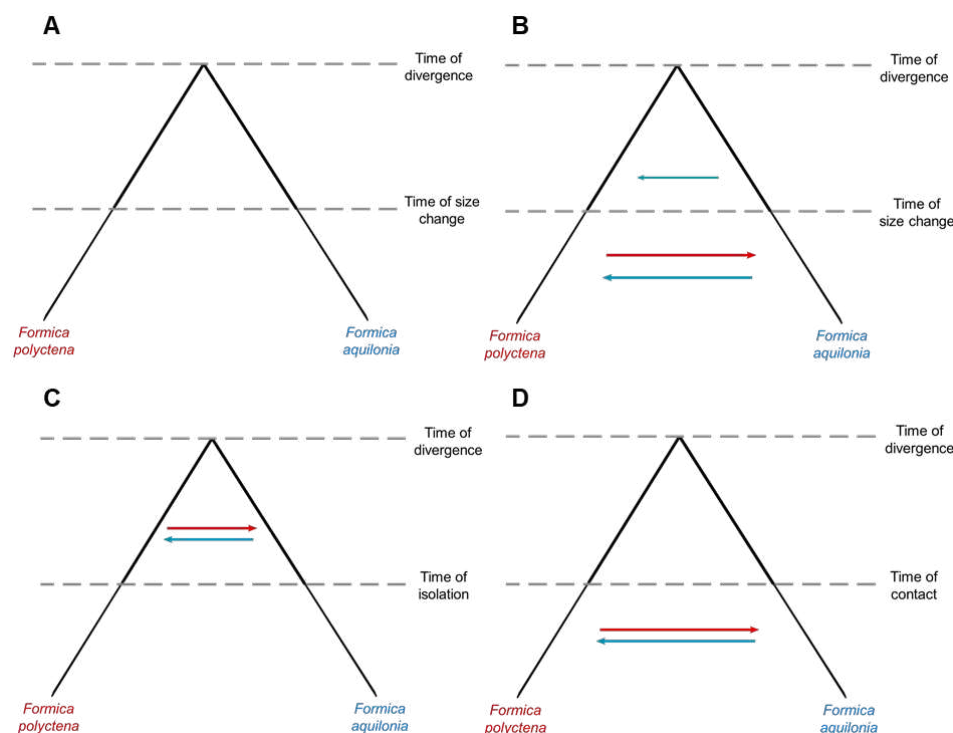 A
Time of
divergence
Time of size
change
Formica
polyctena
Formica
aquilonia
B
Time of
divergence
Time of
size change
Formica
polyctena
Formica
aquilonia
C
Time of
divergence
Time of
isolation
Formica
polyctena
Formica
aquilonia
D
Time of
divergence
Time of
contact
Formica
polyctena
Formica
aquilonia